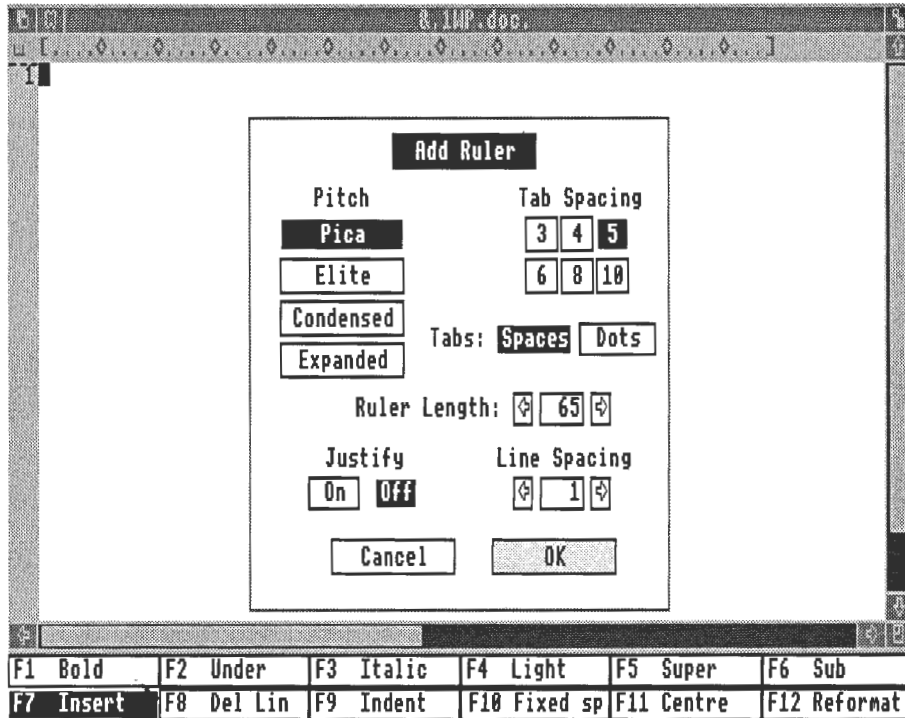 &.1WP.doc.
1
Add Ruler
Pitch
Tab Spacing
Pica
3 4 5
Elite
6 8 10
Condensed
Tabs: Spaces Dots
Expanded
Ruler Length: 65
Justify
Line Spacing
On Off
1
Cancel
OK
F1 Bold F2 Under F3 Italic F4 Light F5 Super F6 Sub
F7 Insert F8 Del Lin F9 Indent F10 Fixed sp F11 Centre F12 Reformat